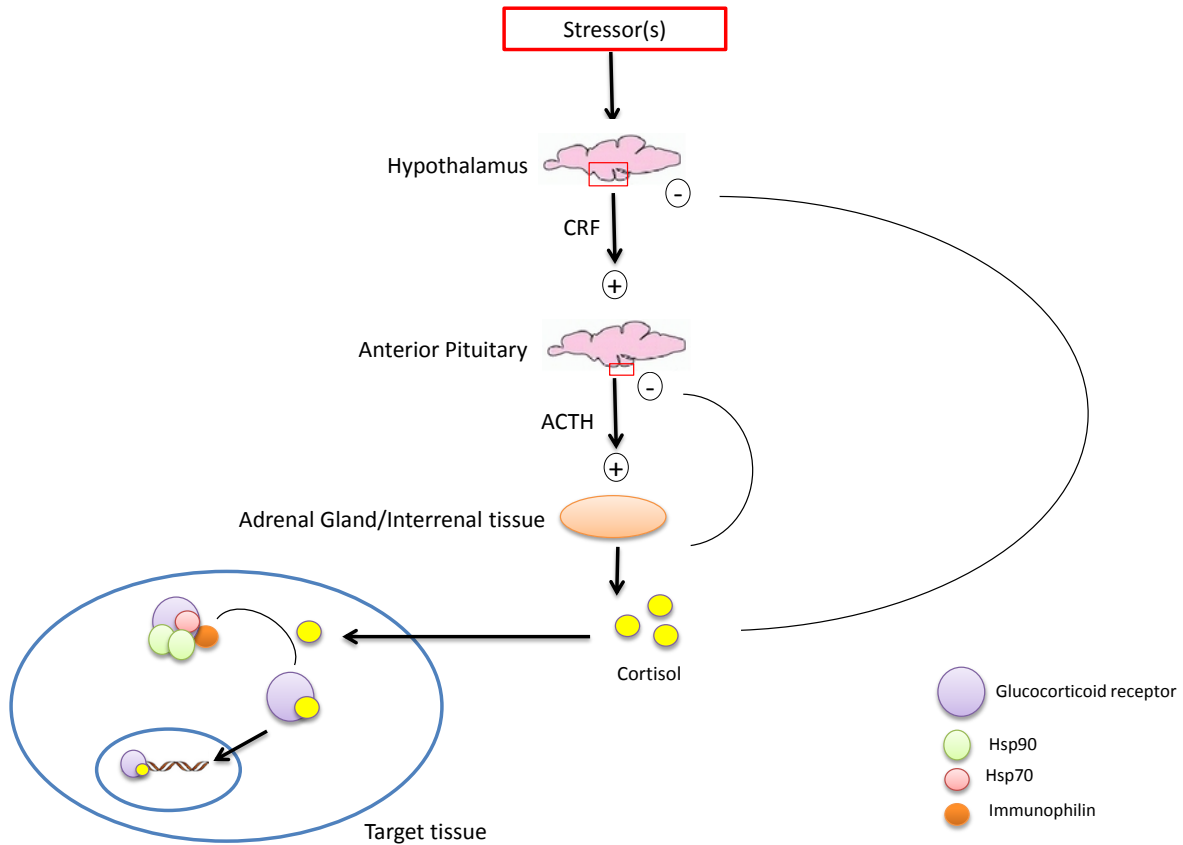 Stressor(s)
Hypothalamus
-
CRF
+
Anterior Pituitary
-
ACTH
+
Adrenal Gland/Interrenal tissue
Cortisol
Target tissue
Glucocorticoid receptor
Hsp90
Hsp70
Immunophilin